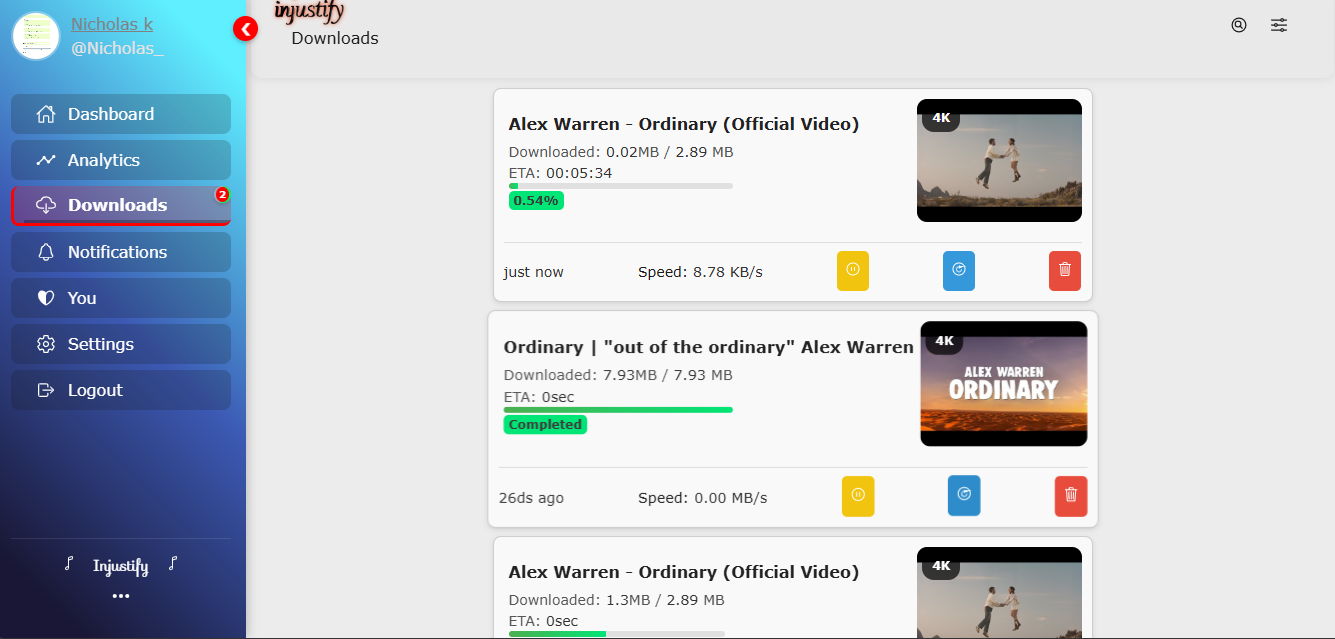 Nicholas k
@Nicholas_
Dashboard
Analytics
Downloads
2
Notifications
You
Settings
Logout
Injustify
...
injustify
Downloads
Alex Warren - Ordinary (Official Video)
Downloaded: 0.02MB / 2.89 MB
ETA: 00:05:34
0.54%
4K
just now
Speed: 8.78 KB/s
Ordinary | "out of the ordinary" Alex Warren
Downloaded: 7.93MB / 7.93 MB
ETA: 0sec
Completed
4K
ALEX WARREN
ORDINARY
26ds ago
Speed: 0.00 MB/s
Alex Warren - Ordinary (Official Video)
Downloaded: 1.3MB / 2.89 MB
ETA: 0sec
4K